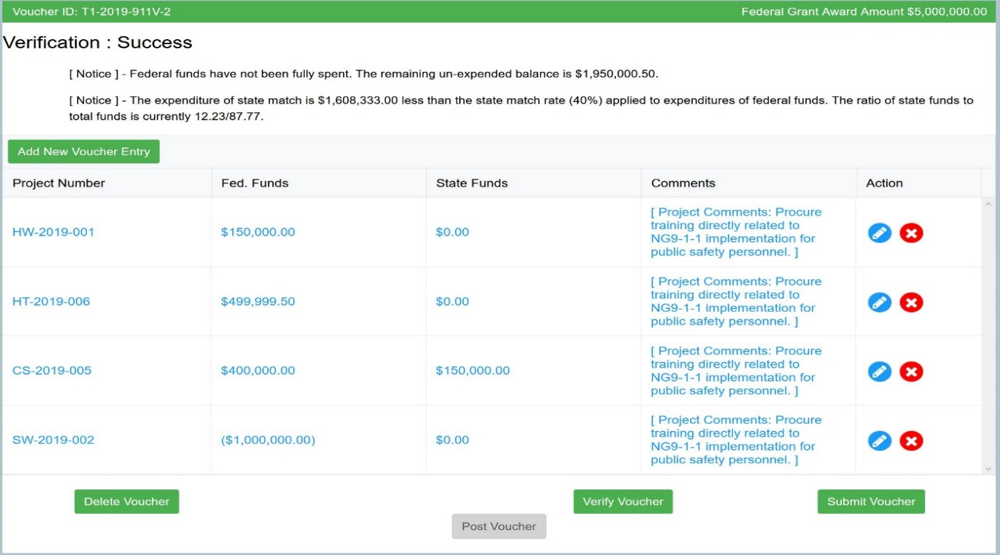 Voucher ID: T1-2019-911V-2
Federal Grant Award Amount $5,000,000.00
Verification : Success
[ Notice ] - Federal funds have not been fully spent. The remaining un-expended balance is $1,950,000.50.
[ Notice ] - The expenditure of state match is $1,608,333.00 less than the state match rate (40%) applied to expenditures of federal funds. The ratio of state funds to
total funds is currently 12.23/87.77.
Add New Voucher Entry
Project Number
Fed. Funds
State Funds
Comments
Action
HW-2019-001
$150,000.00
$0.00
[ Project Comments: Procure
training directly related to
NG9-1-1 implementation for
public safety personnel. ]
HT-2019-006
$499,999.50
$0.00
[ Project Comments: Procure
training directly related to
NG9-1-1 implementation for
public safety personnel. ]
CS-2019-005
$400,000.00
$150,000.00
[ Project Comments: Procure
training directly related to
NG9-1-1 implementation for
public safety personnel. ]
SW-2019-002
($1,000,000.00)
$0.00
[ Project Comments: Procure
training directly related to
NG9-1-1 implementation for
public safety personnel. ]
Delete Voucher
Verify Voucher
Submit Voucher
Post Voucher